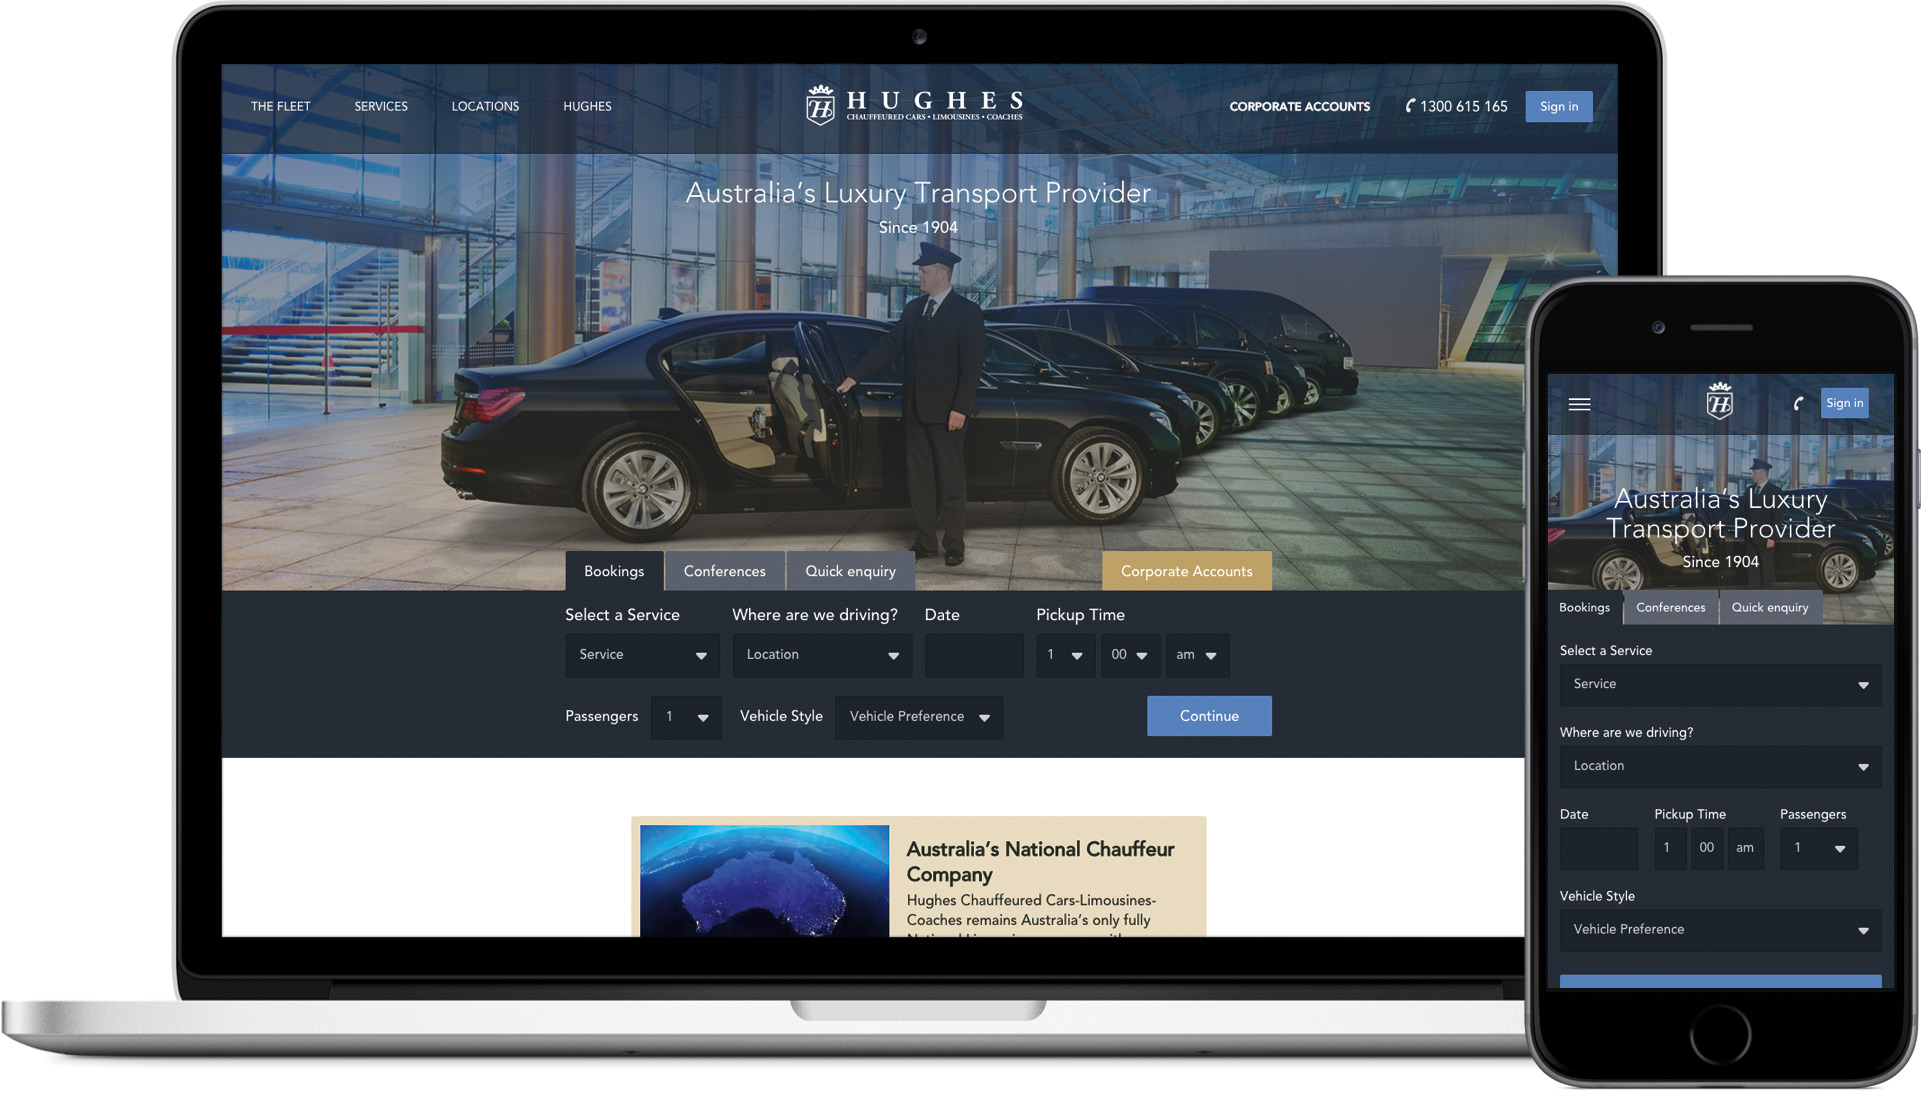 THE FLEET SERVICES LOCATIONS HUGHES
H
HUGHES
CHAUFFEURED CARS • LIMOUSINES • COACHES
CORPORATE ACCOUNTS 1300 615 165 Sign in
Australia's Luxury Transport Provider
Since 1904
Bookings Conferences Quick enquiry Corporate Accounts
Select a Service Where are we driving? Date Pickup Time
Service Location 1 00 am
Passengers 1 Vehicle Style Vehicle Preference Continue
Australia's National Chauffeur
Company
Hughes Chauffeured Cars-Limousines-
Coaches remains Australia's only fully
H
Sign in
Australia's Luxury
Transport Provider
Since 1904
Bookings Conferences Quick enquiry
Select a Service
Service
Where are we driving?
Location
Date Pickup Time Passengers
1 00 am 1
Vehicle Style
Vehicle Preference